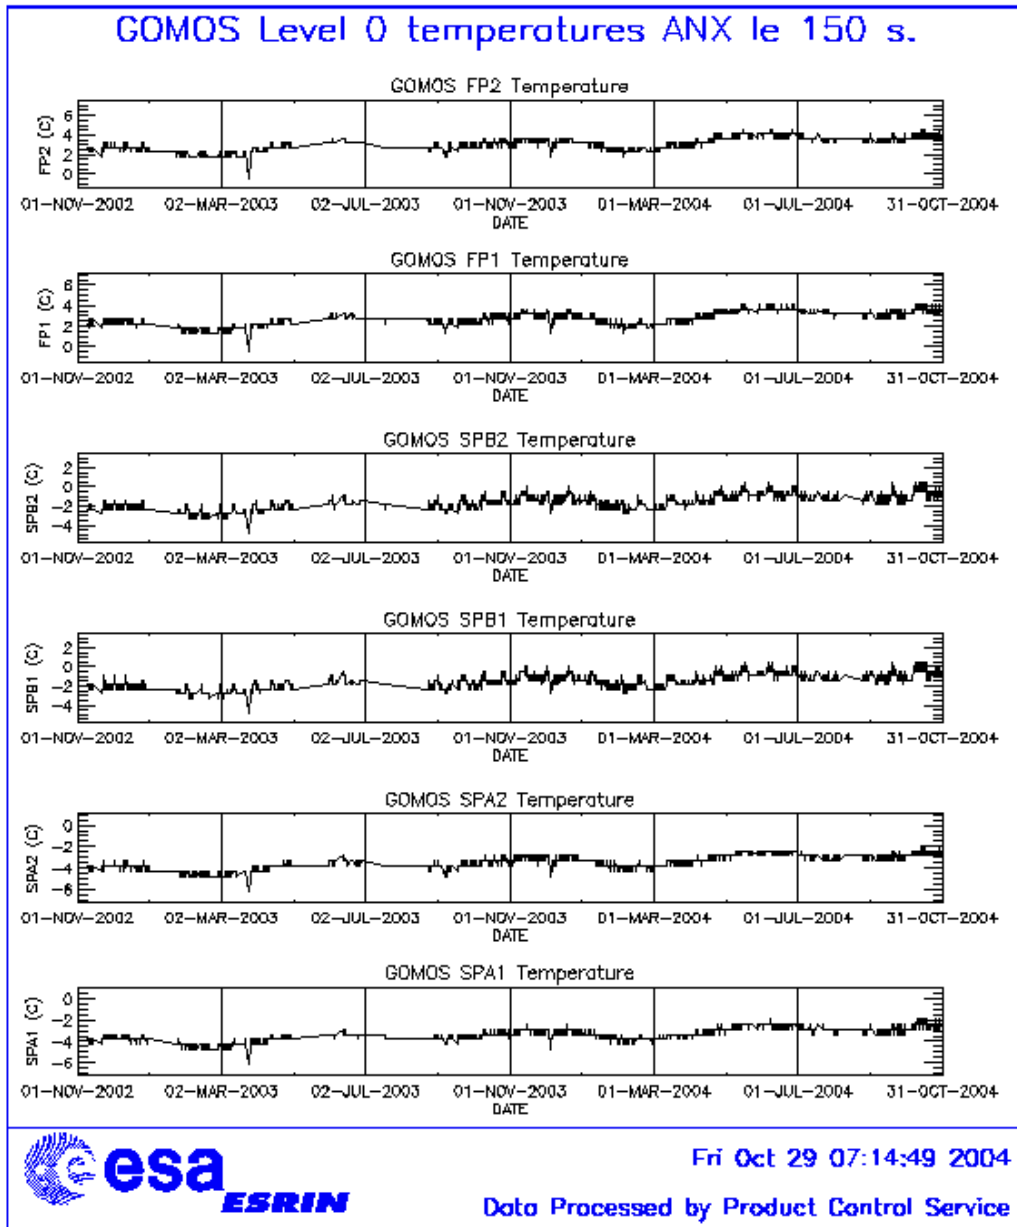 GOMOS Level 0 temperatures ANX le 150 s.
GOMOS FP2 Temperature
FP2 (C)
6
4
2
0
01-NOV-2002 02-MAR-2003 02-JUL-2003 01-NOV-2003 01-MAR-2004 01-JUL-2004 31-OCT-2004
DATE
GOMOS FP1 Temperature
FP1 (C)
6
4
2
0
01-NOV-2002 02-MAR-2003 02-JUL-2003 01-NOV-2003 01-MAR-2004 01-JUL-2004 31-OCT-2004
DATE
GOMOS SPB2 Temperature
SPB2 (C)
2
0
-2
-4
01-NOV-2002 02-MAR-2003 02-JUL-2003 01-NOV-2003 01-MAR-2004 01-JUL-2004 31-OCT-2004
DATE
GOMOS SPB1 Temperature
SPB1 (C)
2
0
-2
-4
01-NOV-2002 02-MAR-2003 02-JUL-2003 01-NOV-2003 01-MAR-2004 01-JUL-2004 31-OCT-2004
DATE
GOMOS SPA2 Temperature
SPA2 (C)
0
-2
-4
-6
01-NOV-2002 02-MAR-2003 02-JUL-2003 01-NOV-2003 01-MAR-2004 01-JUL-2004 31-OCT-2004
DATE
GOMOS SPA1 Temperature
SPA1 (C)
0
-2
-4
-6
01-NOV-2002 02-MAR-2003 02-JUL-2003 01-NOV-2003 01-MAR-2004 01-JUL-2004 31-OCT-2004
DATE
esa
ESRIN
Fri Oct 29 07:14:49 2004
Data Processed by Product Control Service